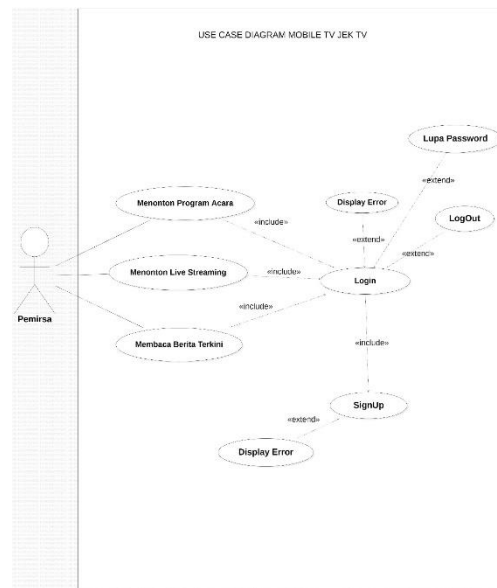 USE CASE DIAGRAM MOBILE TV JEK TV
Lupa Password
«extend»
Menonton Program Acara
Display Error
«include»
LogOut
«extend»
«extend»
Menonton Live Streaming
«include»
Login
Pemirsa
«include»
Membaca Berita Terkini
«include»
SignUp
«extend»
Display Error